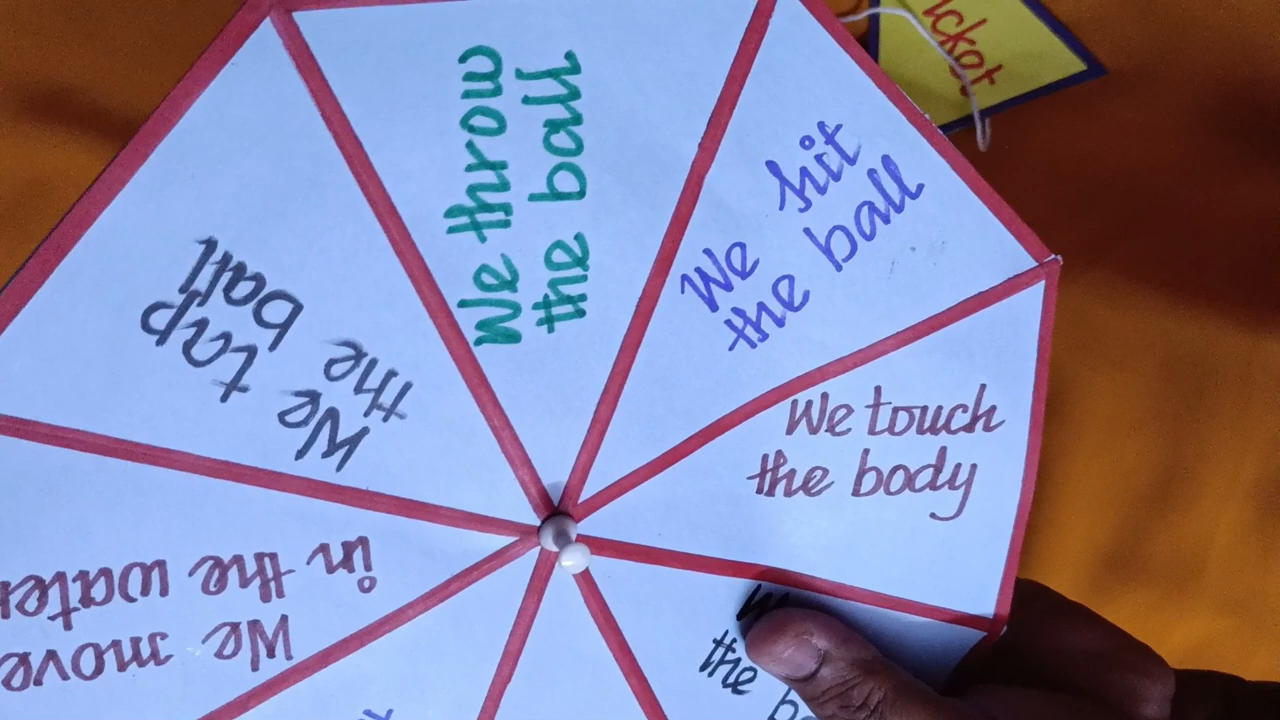 We throw
the ball
We hit
the ball
We touch
the body
the
We move
in the water
We tap
the ball